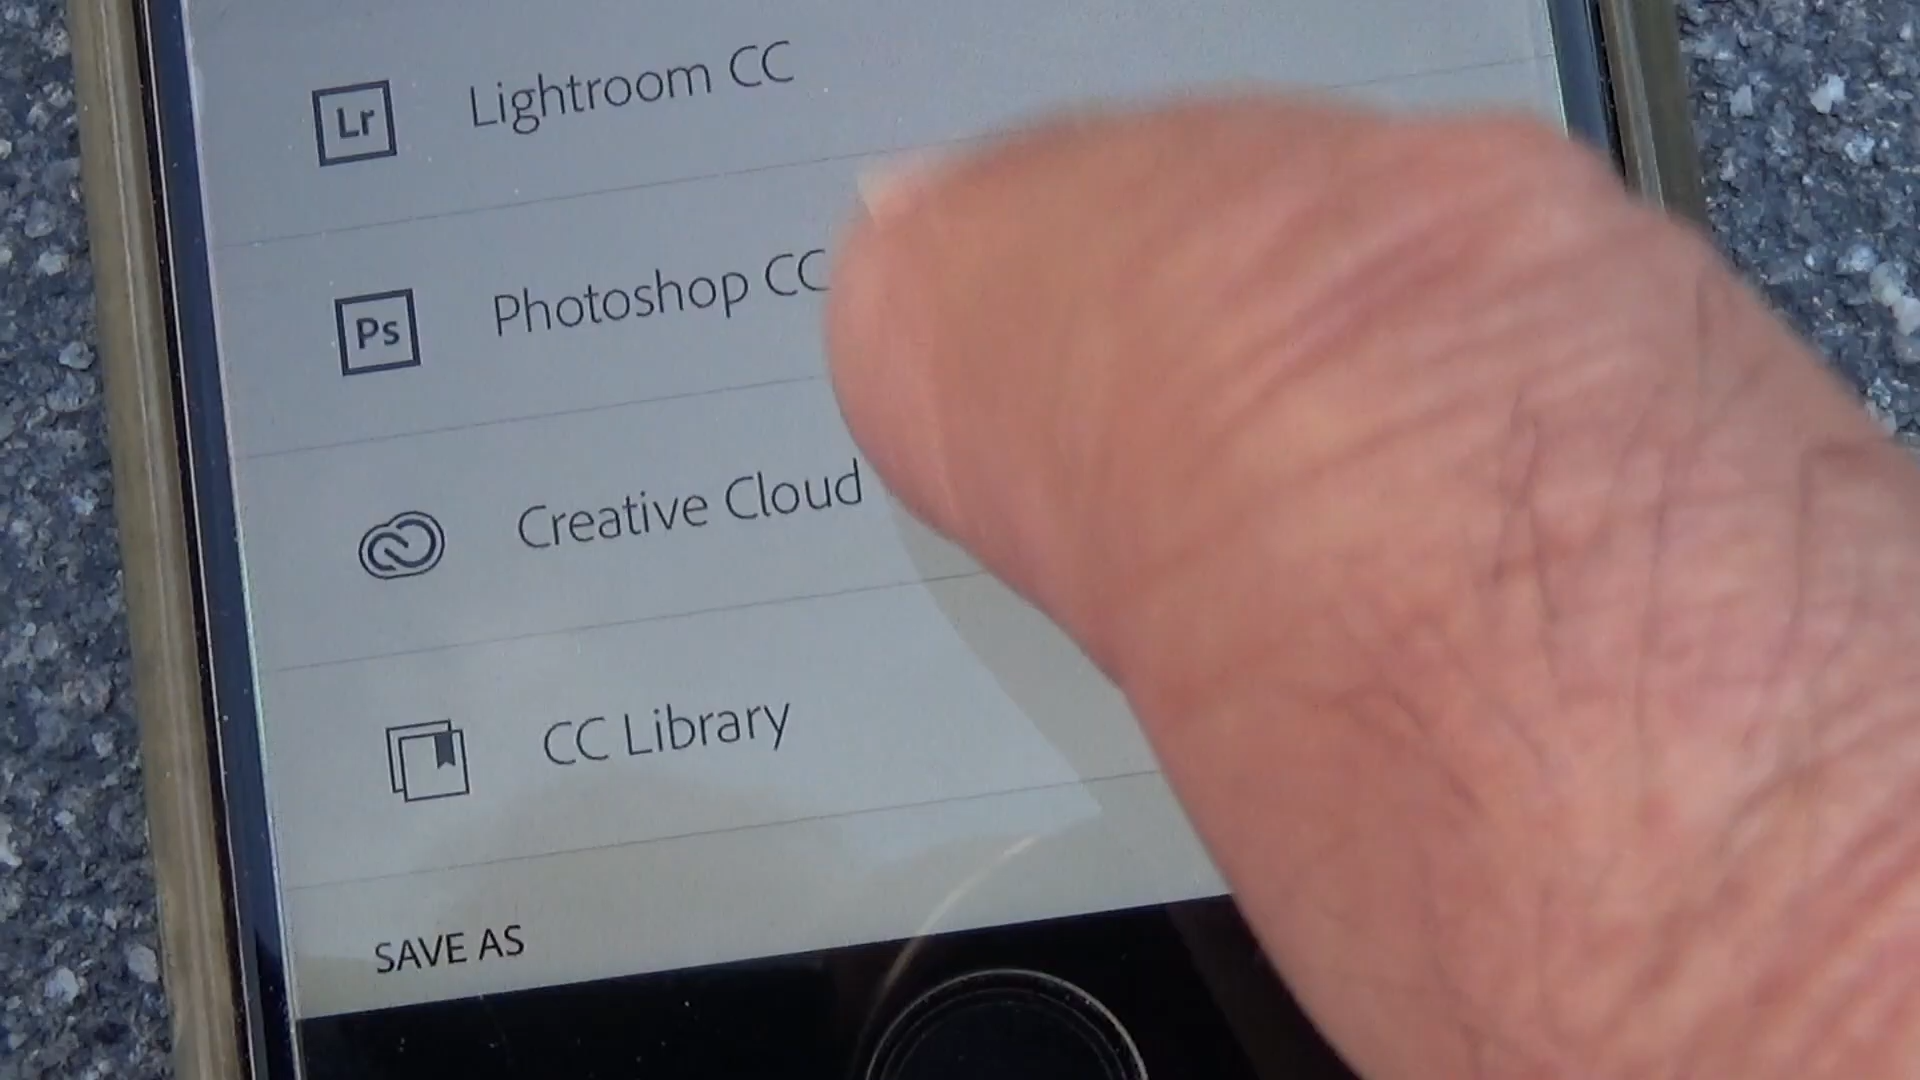 Lr Lightroom CC
Ps Photoshop CC
Creative Cloud
CC Library
SAVE AS